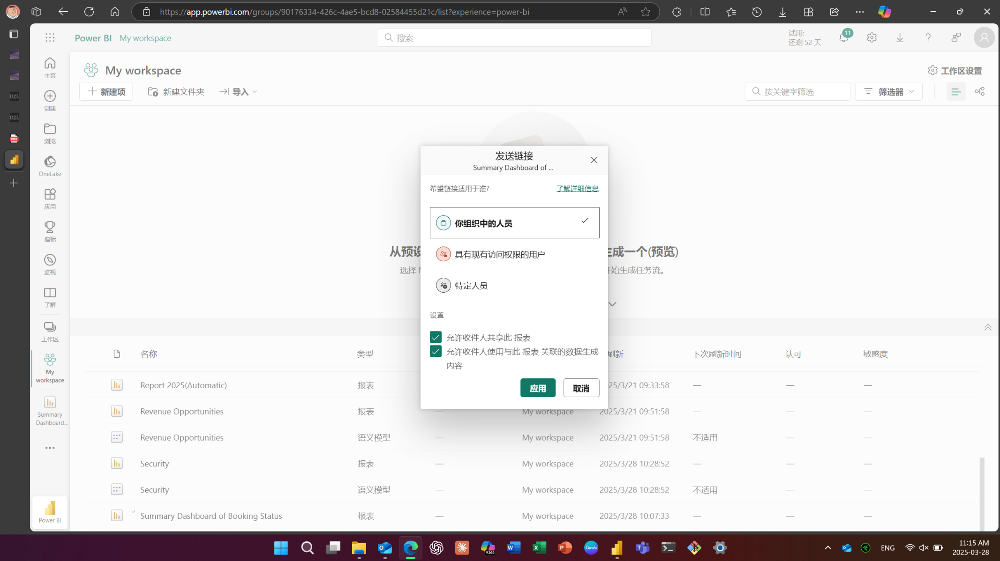 https://app.powerbi.com/groups/90176334-426c-4ae5-bcd8-02584455d21c/list?experience=power-bi
Power BI My workspace
搜索
试用:
还剩 52 天
11
D2L
D2L
PDF
主页
创建
浏览
OneLake
应用
指标
监视
了解
工作区
My
workspace
Summary
Dashboard...
Power BI
My workspace
工作区设置
新建项
新建文件夹
导入
按关键字筛选
筛选器
从预设
生成一个(预览)
选择
开始生成任务流。
发送链接
Summary Dashboard of ...
希望链接适用于谁?
了解详细信息
你组织中的人员
具有现有访问权限的用户
特定人员
设置
允许收件人共享此 报表
允许收件人使用与此 报表 关联的数据生成
内容
应用
取消
名称 类型 刷新 下次刷新时间 认可 敏感度
Report 2025(Automatic) 报表 25/3/21 09:33:58 — — —
Revenue Opportunities 报表 — My workspace 2025/3/21 09:51:58 — — —
Revenue Opportunities 语义模型 — My workspace 2025/3/21 09:51:58 不适用 — —
Security 报表 — My workspace 2025/3/28 10:28:52 — — —
Security 语义模型 — My workspace 2025/3/28 10:28:52 不适用 — —
Summary Dashboard of Booking Status 报表 — My workspace 2025/3/28 10:07:33 — — —
M365
Canva
ENG
11:15 AM
2025-03-28